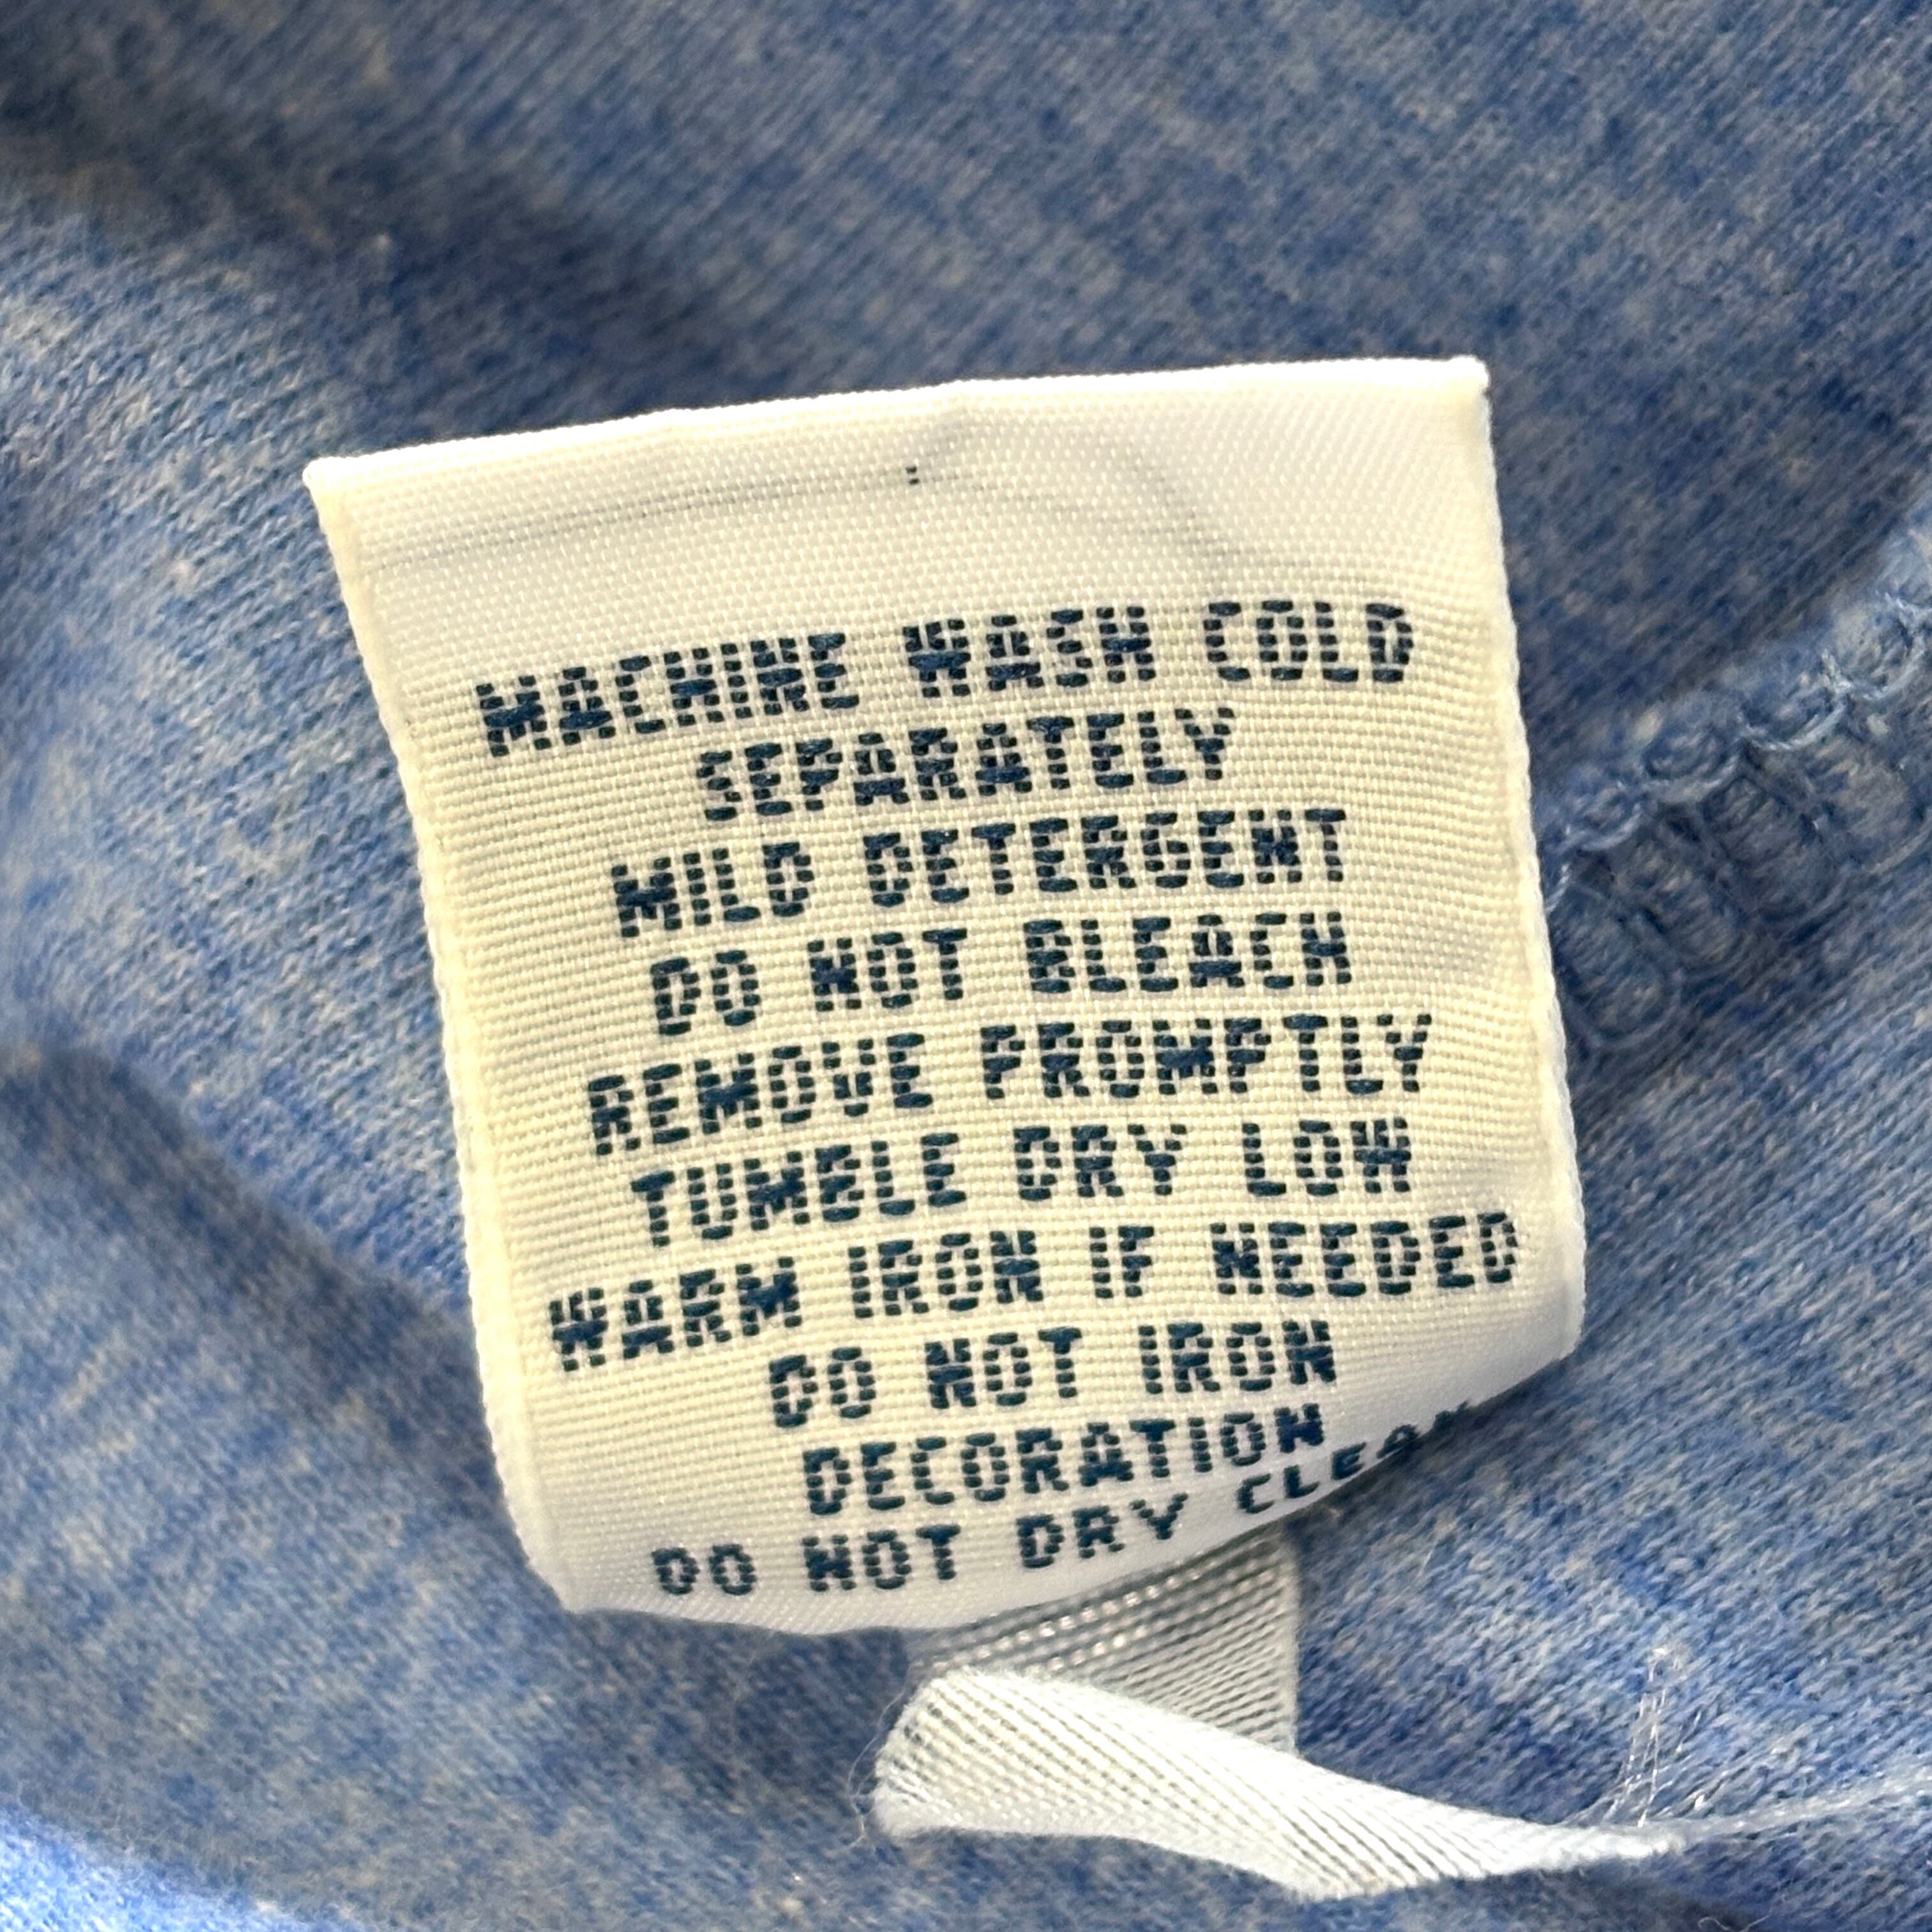 MACHINE WASH COLD
SEPARATELY
MILD DETERGENT
DO NOT BLEACH
REMOVE PROMPTLY
TUMBLE DRY LOW
WARM IRON IF NEEDED
DO NOT IRON
DECORATION
DO NOT DRY CLEAN